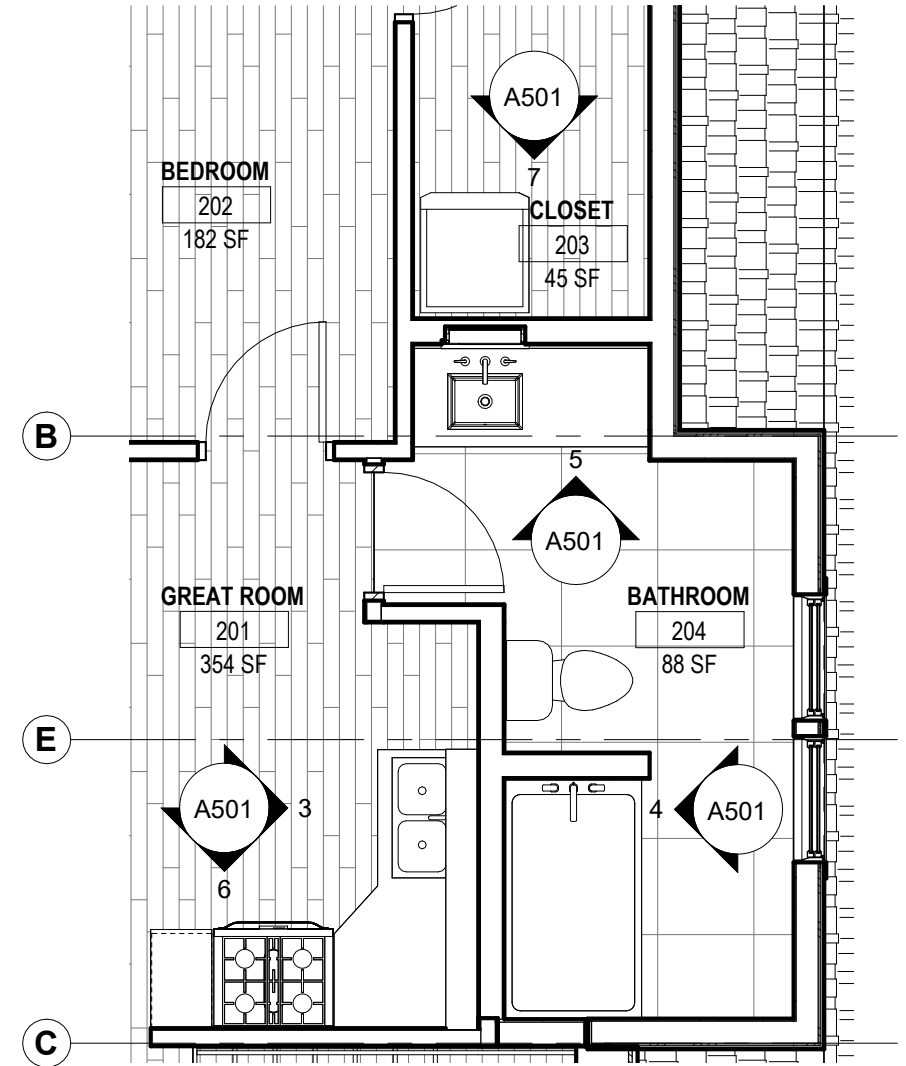 A501
7
BEDROOM
202
182 SF
CLOSET
203
45 SF
B
5
A501
GREAT ROOM
201
354 SF
BATHROOM
204
88 SF
E
A501
3
6
4
A501
C